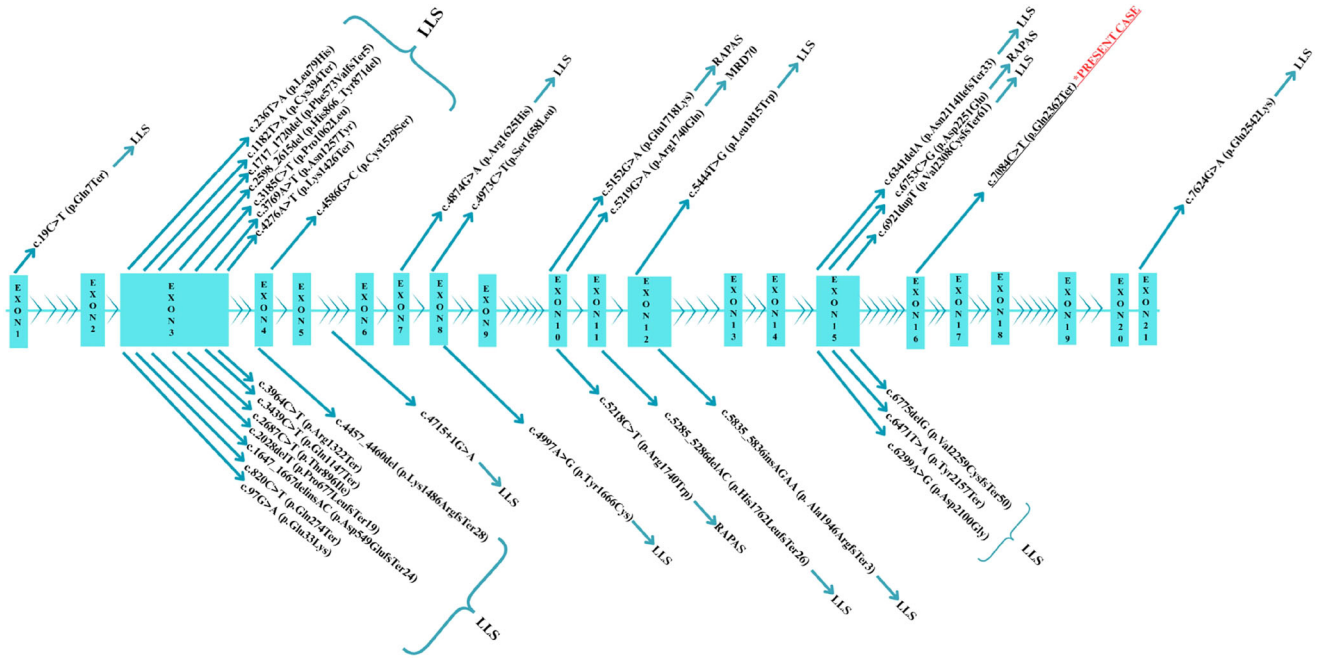 c.19C>T (p.Gln7Ter)
LLS
c.236T>A (p.Leu79His)
c.1182T>A (p.Cys394Ter)
c.1717_1720del (p.Phe573ValfsTer5)
c.2598_2615del (p.His866_Tyr871del)
c.3185C>T (p.Pro1062Leu)
c.3769A>T (p.Asn1257Tyr)
c.4276A>T (p.Lys1426Ter)
LLS
c.4586G>C (p.Cys1529Ser)
c.4874G>A (p.Arg1625His)
LLS
c.4973C>T(p.Ser1658Leu)
c.5152G>A (p.Glu1718Lys)
RAPAS
c.5219G>A (p.Arg1740Gln)
MRD70
c.5444T>G (p.Leu1815Trp)
LLS
c.6341delA (p.Asn2114IlefsTer33)
LLS
c.6753C>G (p.Asp2251Glu)
RAPAS
c.6921dupT (p.Val2308CysfsTer61)
LLS
c.7084C>T (p.Gln2362Ter) *PRESENT CASE
c.7624G>A (p.Glu2542Lys)
LLS
EXON1
EXON2
EXON3
EXON4
EXON5
EXON6
EXON7
EXON8
EXON9
EXON10
EXON11
EXON12
EXON13
EXON14
EXON15
EXON16
EXON17
EXON18
EXON19
EXON20
EXON21
c.3964C>T (p.Arg1322Ter)
c.3439C>T (p.Gln1147Ter)
c.2687C>T (p.Thr896Ile)
c.2028delT (p.Pro677LeufsTer19)
c.1647_1667delinsAC (p.Asp549GlufsTer24)
c.820C>T (p.Gln274Ter)
c.97G>A (p.Glu33Lys)
c.4457_4460del (p.Lys1486ArgfsTer28)
LLS
c.4715+1G>A
LLS
c.4997A>G (p.Tyr1666Cys)
LLS
c.5218C>T (p.Arg1740Trp)
RAPAS
c.5285_5286delAC (p.His1762LeufsTer26)
LLS
c.5835_5836insAGAA (p. Ala1946ArgfsTer3)
LLS
c.6775delG (p.Val2259CysfsTer50)
c.6471T>A (p.Tyr2157Ter)
c.6299A>G (p.Asp2100Gly)
LLS